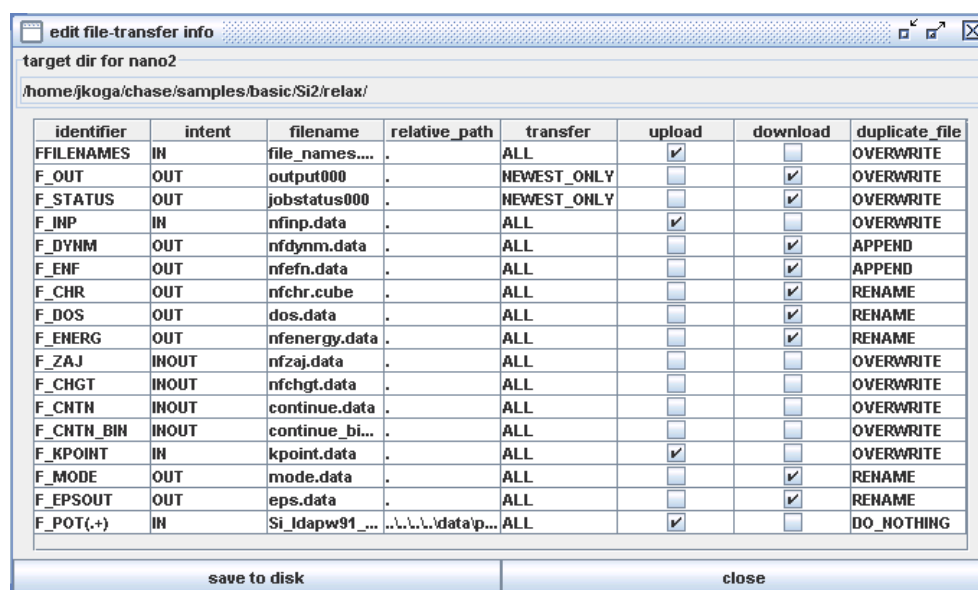 edit file-transfer info
target dir for nano2
/home/jkoga/chase/samples/basic/Si2/relax/
identifier intent filename relative_path transfer upload download duplicate_file
FFILENAMES IN file_names.... . ALL OVERWRITE
F_OUT OUT output000 . NEWEST_ONLY OVERWRITE
F_STATUS OUT jobstatus000 . NEWEST_ONLY OVERWRITE
F_INP IN nfinp.data . ALL OVERWRITE
F_DYNM OUT nfdynm.data . ALL APPEND
F_ENF OUT nfefn.data . ALL APPEND
F_CHR OUT nfchr.cube . ALL RENAME
F_DOS OUT dos.data . ALL RENAME
F_ENERG OUT nfenergy.data . ALL RENAME
F_ZAJ INOUT nfzaj.data . ALL OVERWRITE
F_CHGT INOUT nfchgt.data . ALL OVERWRITE
F_CNTN INOUT continue.data . ALL OVERWRITE
F_CNTN_BIN INOUT continue_bi... . ALL OVERWRITE
F_KPOINT IN kpoint.data . ALL OVERWRITE
F_MODE OUT mode.data . ALL RENAME
F_EPSOUT OUT eps.data . ALL RENAME
F_POT(.+) IN Si_ldapw91_... ..\..\..\..\data\p... ALL DO_NOTHING
save to disk close